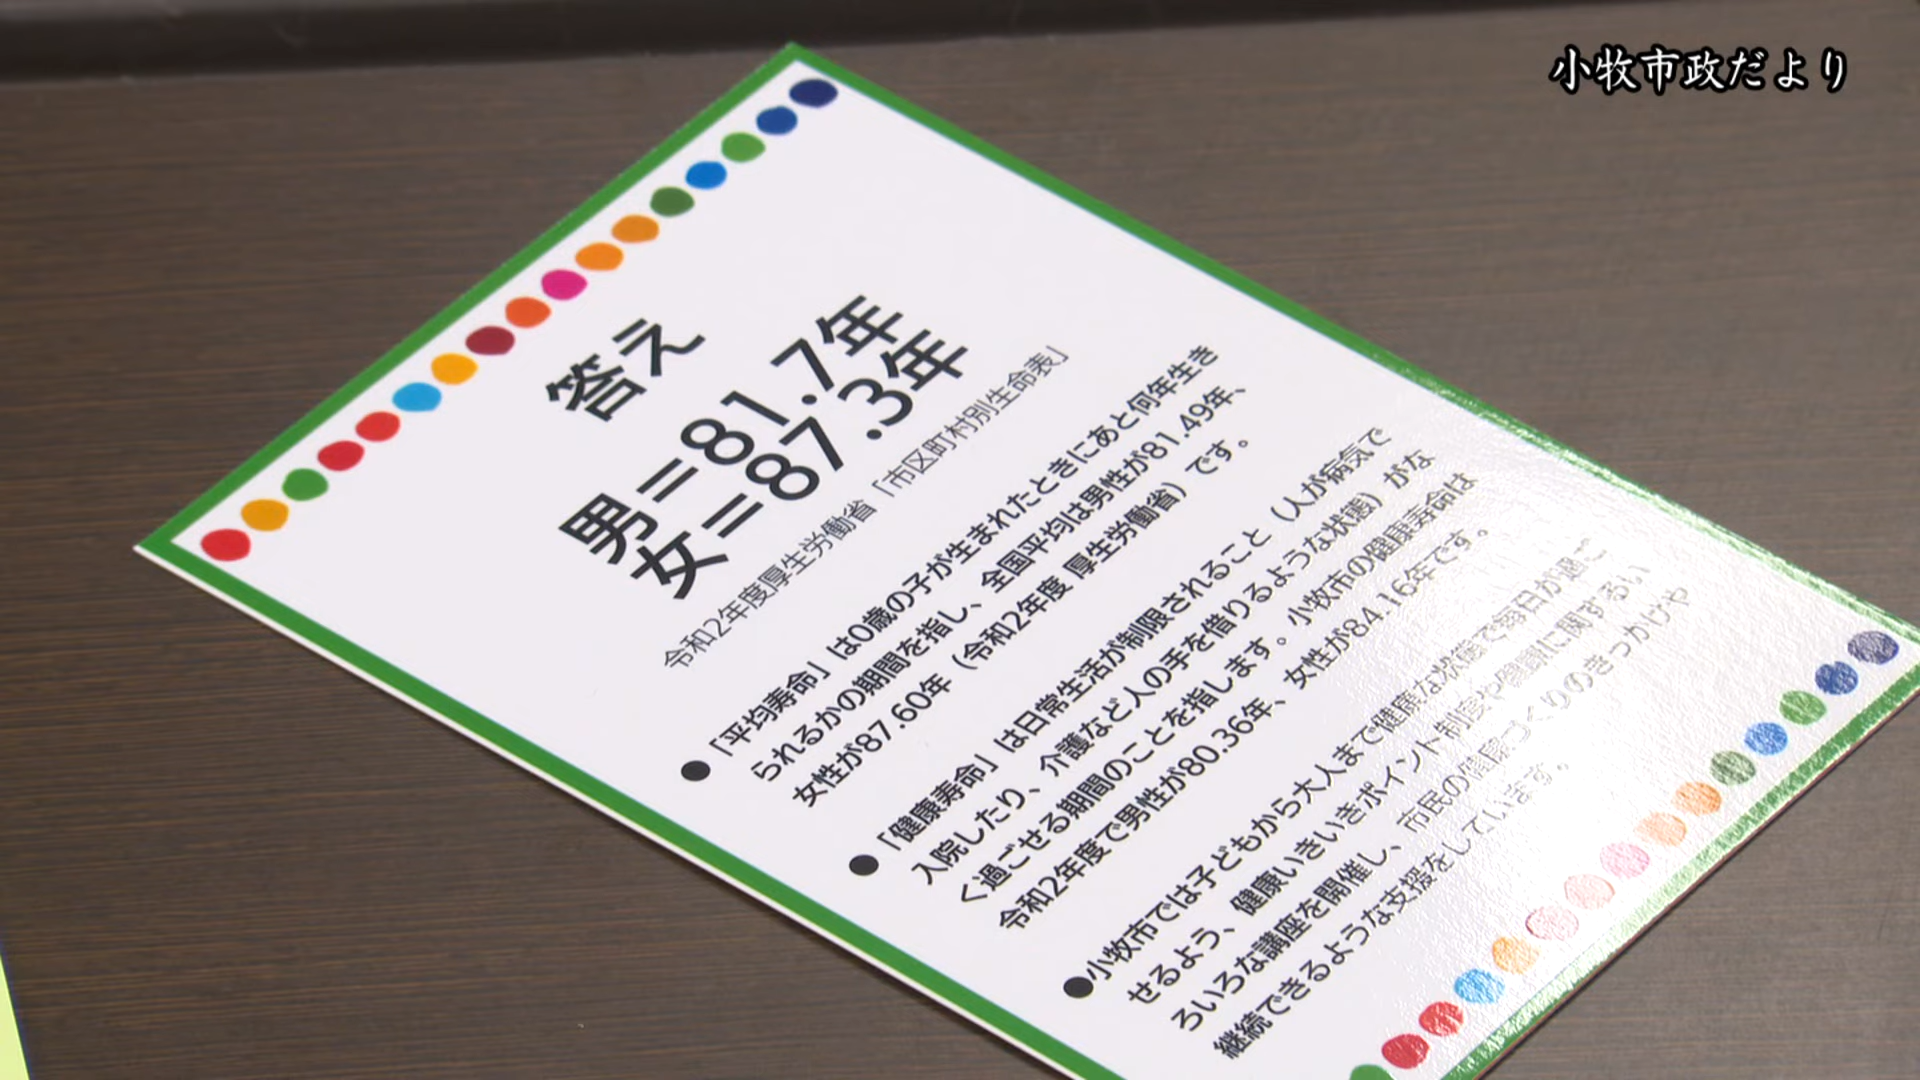 小牧市政だより
答え
男=81.7年
女=87.3年
令和2年度厚生労働省「市区町村別生命表」
●「平均寿命」は0歳の子が生まれたときにあと何年生き
られるかの期間を指し、全国平均は男性が81.49年、
女性が87.60年(令和2年度 厚生労働省)です。
●「健康寿命」は日常生活が制限されること(人が病気で
入院したり、介護など人の手を借りるような状態)がな
く過ごせる期間のことを指します。小牧市の健康寿命は
令和2年度で男性が80.36年、女性が84.16年です。
●小牧市では子どもから大人まで健康な状態で毎日が過ご
せるよう、健康いきいきポイント制度や健康に関するい
ろいろな講座を開催し、市民の健康づくりのきっかけや
継続できるような支援をしています。